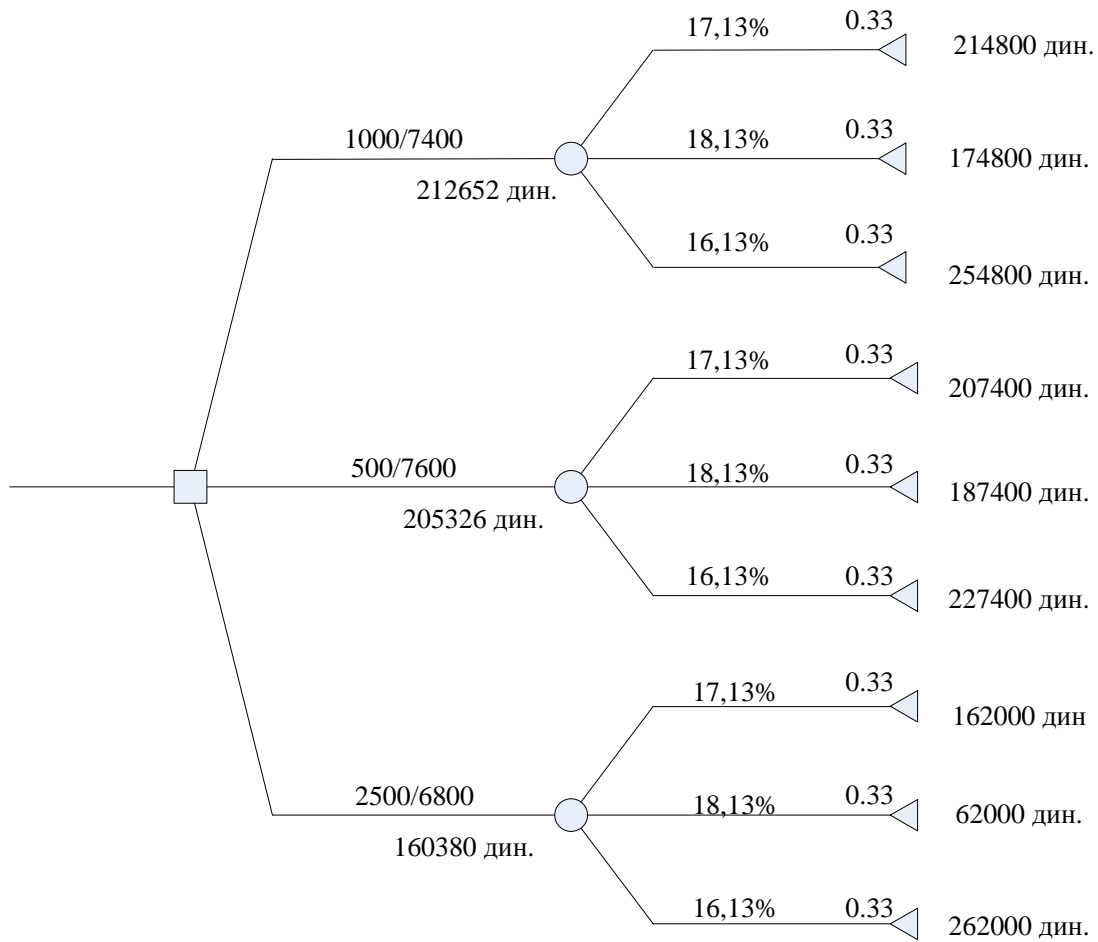 17,13% 0.33 214800 дин.
1000/7400 18,13% 0.33 174800 дин.
212652 дин.
16,13% 0.33 254800 дин.
17,13% 0.33 207400 дин.
500/7600 18,13% 0.33 187400 дин.
205326 дин.
16,13% 0.33 227400 дин.
17,13% 0.33 162000 дин
2500/6800 18,13% 0.33 62000 дин.
160380 дин.
16,13% 0.33 262000 дин.